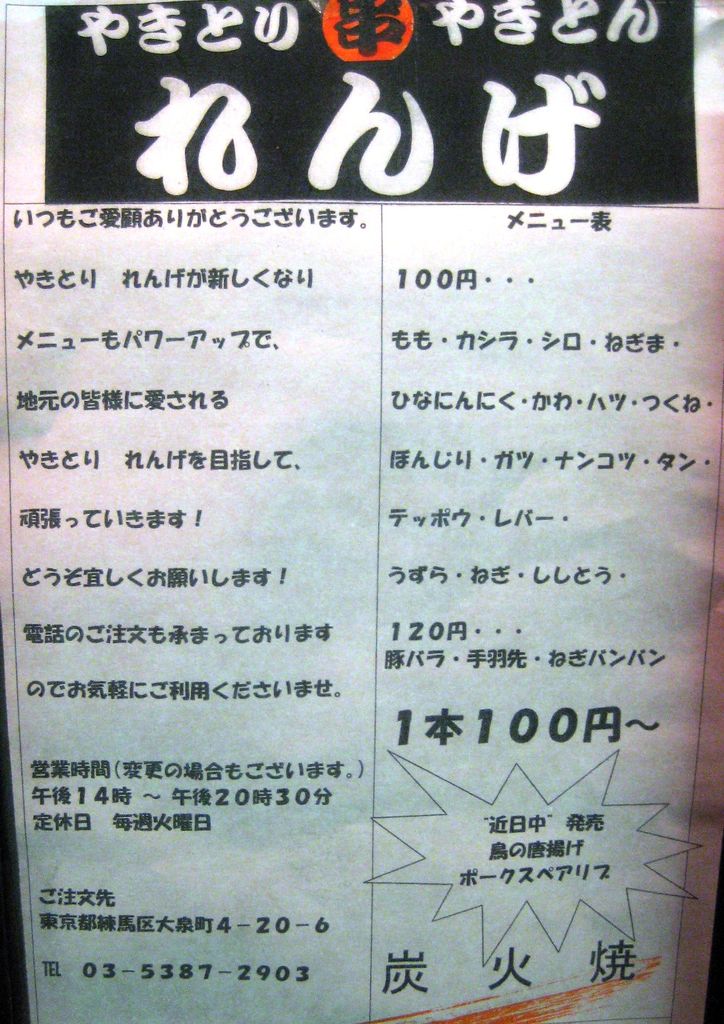 やきとり 串 やきとん
れんげ
いつもご愛顧ありがとうございます。
やきとり れんげが新しくなり
メニューもパワーアップで、
地元の皆様に愛される
やきとり れんげを目指して、
頑張っていきます！
どうぞ宜しくお願いします！
電話のご注文も承まっております
のでお気軽にご利用くださいませ。
営業時間（変更の場合もございます。）
午後１４時 ～ 午後２０時３０分
定休日 毎週火曜日
ご注文先
東京都練馬区大泉町４－２０－６
TEL ０３－５３８７－２９０３
メニュー表
１００円・・・
もも・カシラ・シロ・ねぎま・
ひなにんにく・かわ・ハツ・つくね・
ぼんじり・ガツ・ナンコツ・タン・
テッポウ・レバー・
うずら・ねぎ・ししとう・
１２０円・・・
豚バラ・手羽先・ねぎバンバン
１本１００円～
"近日中" 発売
鳥の唐揚げ
ポークスペアリブ
炭火焼